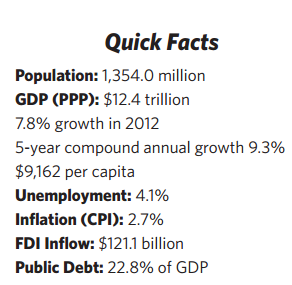 Quick Facts
Population: 1,354.0 million
GDP (PPP): $12.4 trillion
7.8% growth in 2012
5-year compound annual growth 9.3%
$9,162 per capita
Unemployment: 4.1%
Inflation (CPI): 2.7%
FDI Inflow: $121.1 billion
Public Debt: 22.8% of GDP